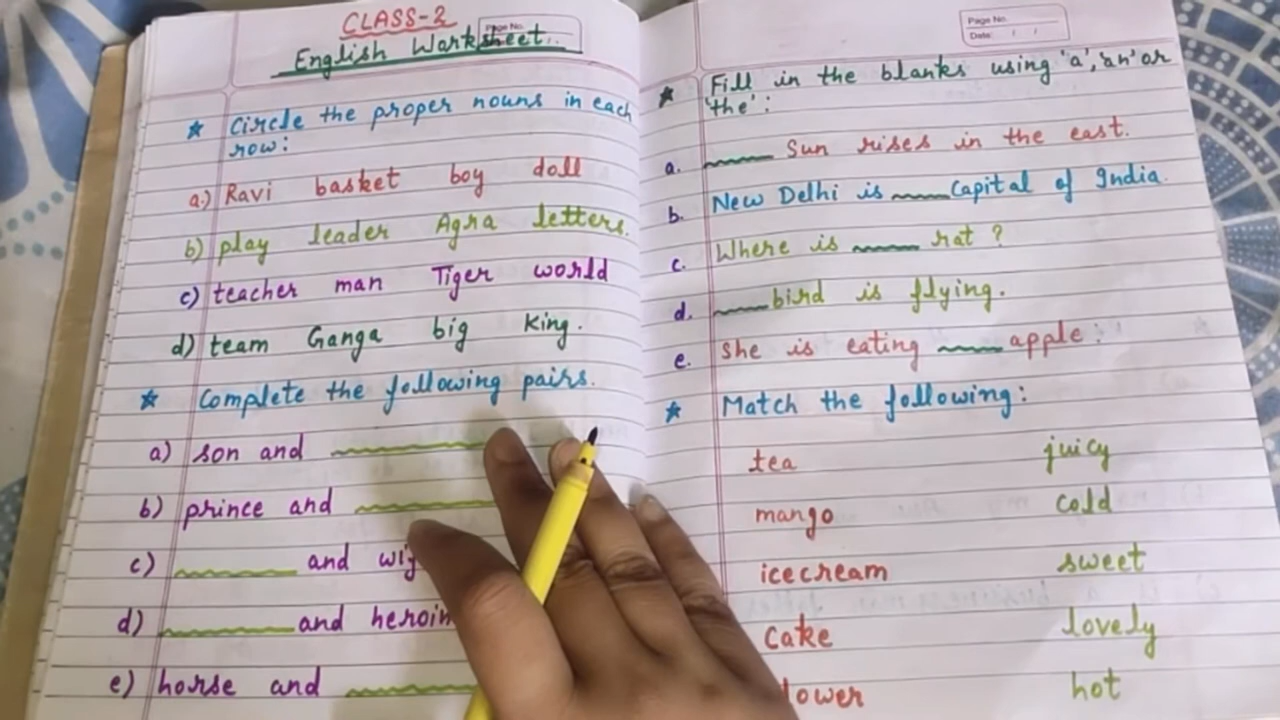 CLASS-2
Page No.
English Worksheet.
★ Circle the proper nouns in each
row:
a.) Ravi basket boy doll
b) play leader Agra letters.
c) teacher man Tiger world
d) team Ganga big King.
★ Complete the following pairs.
a) son and
b) prince and
c) and
d) and
e) horse and
Page No.
Date: / /
★ Fill in the blanks using 'a', 'an' or
'the':
a. Sun rises in the east.
b. New Delhi is capital of India.
c. Where is rat?
d. bird is flying.
e. She is eating apple.
★ Match the following:
tea juicy
mango cold
icecream sweet
Cake lovely
hot